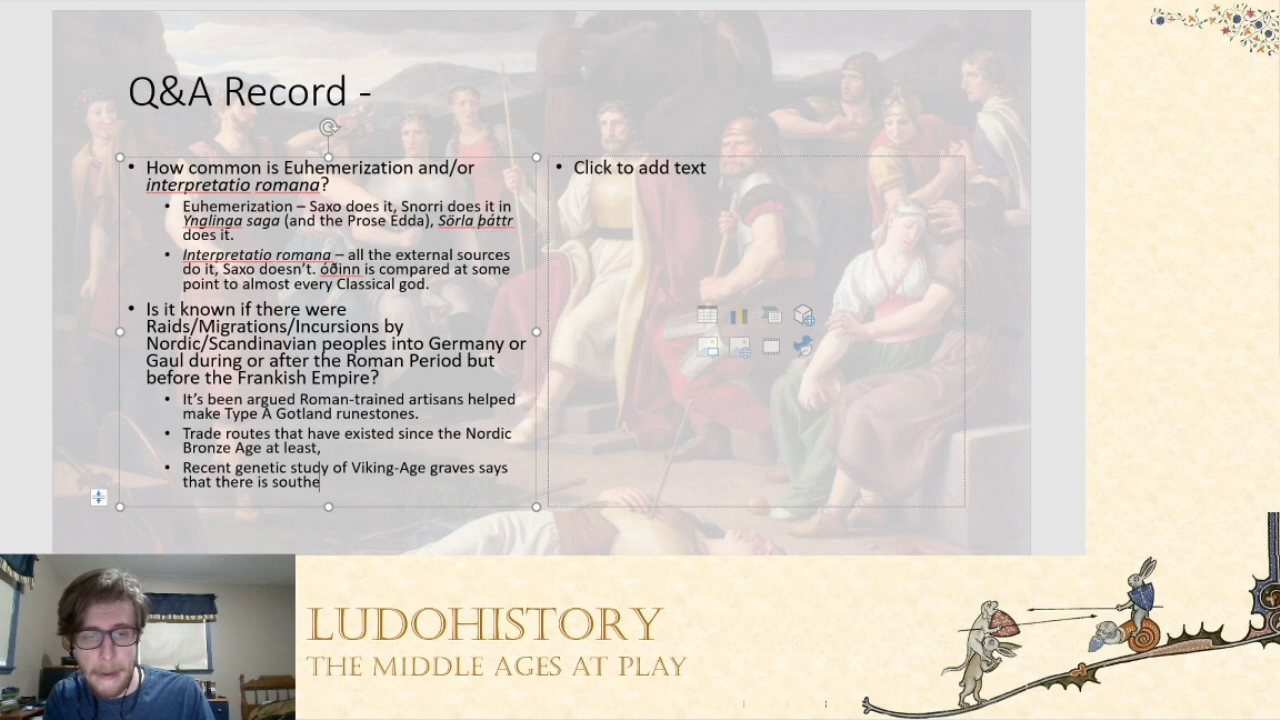 Q&A Record -
• How common is Euhemerization and/or
interpretatio romana?
• Euhemerization – Saxo does it, Snorri does it in
Ynglinga saga (and the Prose Edda), Sörla þáttr
does it.
• Interpretatio romana – all the external sources
do it, Saxo doesn't. óðinn is compared at some
point to almost every Classical god.
• Is it known if there were
Raids/Migrations/Incursions by
Nordic/Scandinavian peoples into Germany or
Gaul during or after the Roman Period but
before the Frankish Empire?
• It's been argued Roman-trained artisans helped
make Type A Gotland runestones.
• Trade routes that have existed since the Nordic
Bronze Age at least,
• Recent genetic study of Viking-Age graves says
that there is southe
• Click to add text
LUDOHISTORY
THE MIDDLE AGES AT PLAY